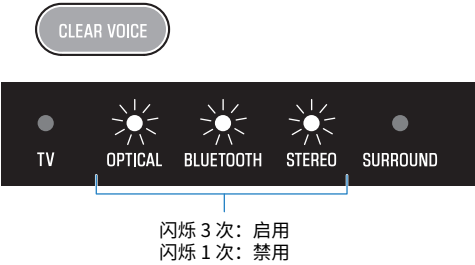 CLEAR VOICE
TV OPTICAL BLUETOOTH STEREO SURROUND
闪烁 3 次：启用
闪烁 1 次：禁用